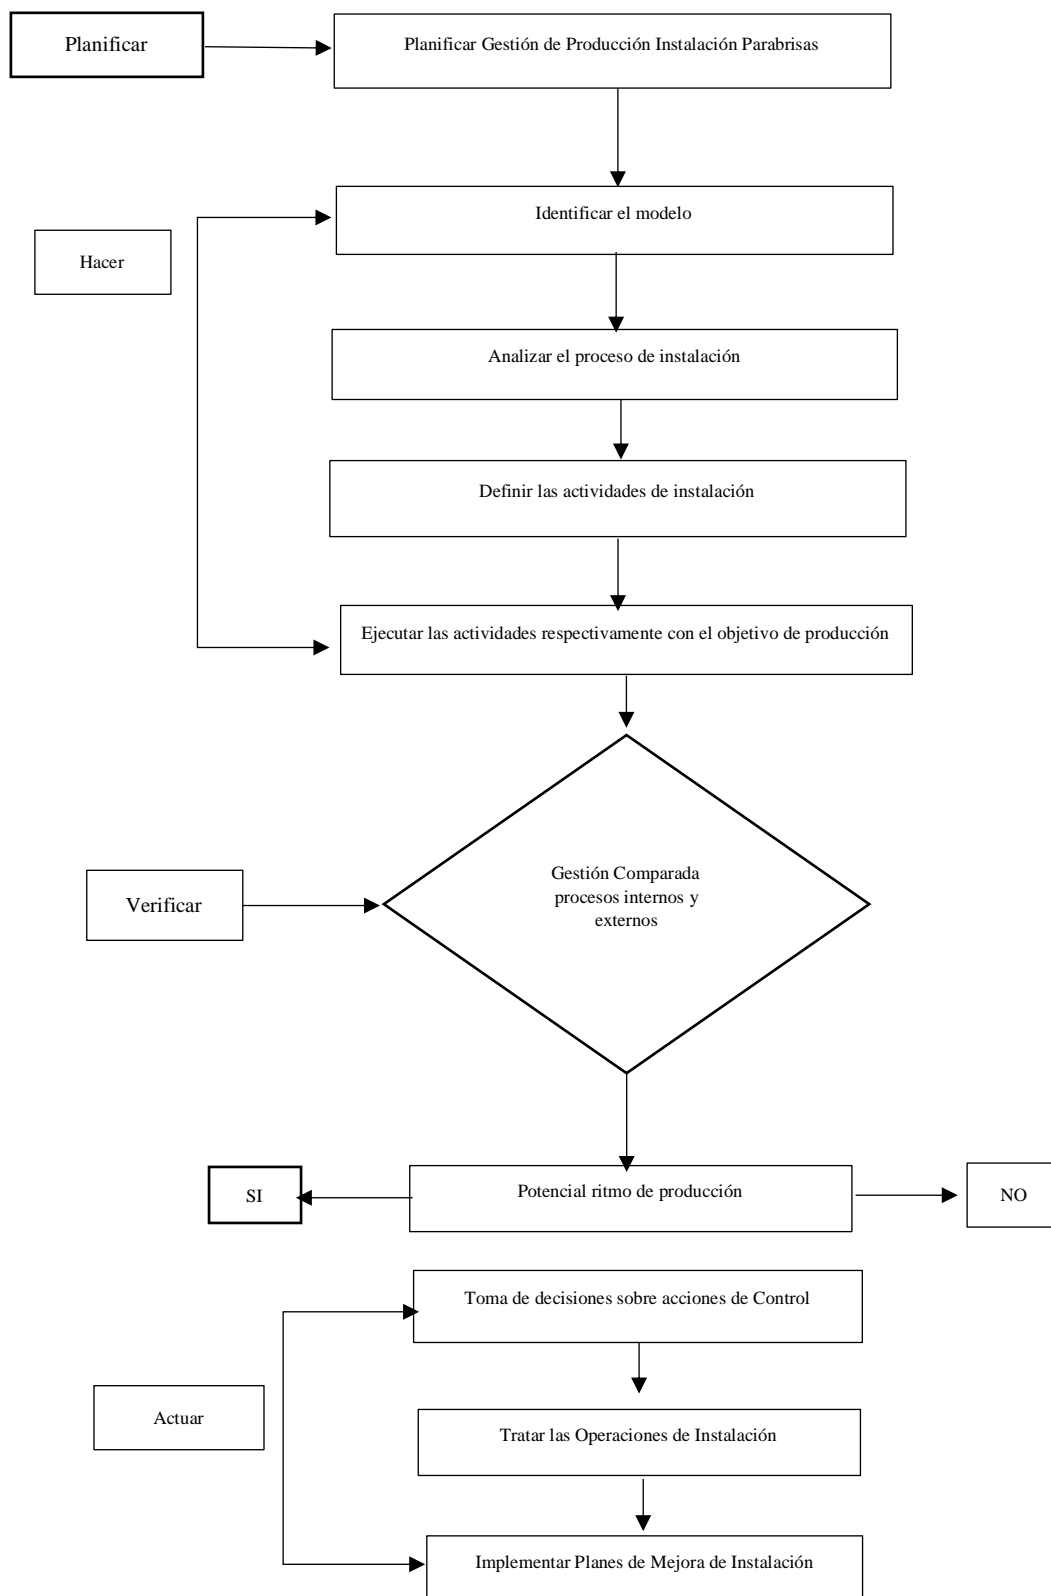 Planificar
Planificar Gestión de Producción Instalación Parabrisas
Identificar el modelo
Hacer
Analizar el proceso de instalación
Definir las actividades de instalación
Ejecutar las actividades respectivamente con el objetivo de producción
Gestión Comparada
procesos internos y
externos
Verificar
SI
Potencial ritmo de producción
NO
Toma de decisiones sobre acciones de Control
Actuar
Tratar las Operaciones de Instalación
Implementar Planes de Mejora de Instalación